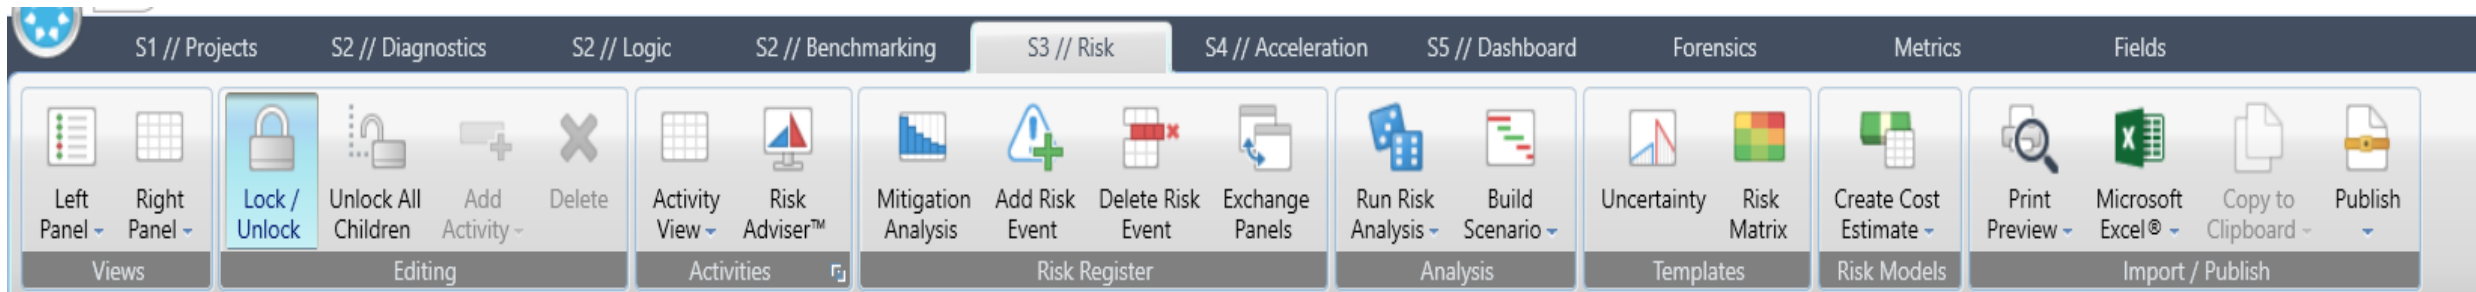 S1 // Projects S2 // Diagnostics S2 // Logic S2 // Benchmarking S3 // Risk S4 // Acceleration S5 // Dashboard Forensics Metrics Fields
Left Panel
Right Panel
Views
Lock / Unlock
Unlock All Children
Add Activity
Delete
Editing
Activity View
Risk Adviser™
Activities
Mitigation Analysis
Add Risk Event
Delete Risk Event
Exchange Panels
Risk Register
Run Risk Analysis
Build Scenario
Analysis
Uncertainty
Risk Matrix
Templates
Create Cost Estimate
Risk Models
Print Preview
Microsoft Excel®
Copy to Clipboard
Publish
Import / Publish